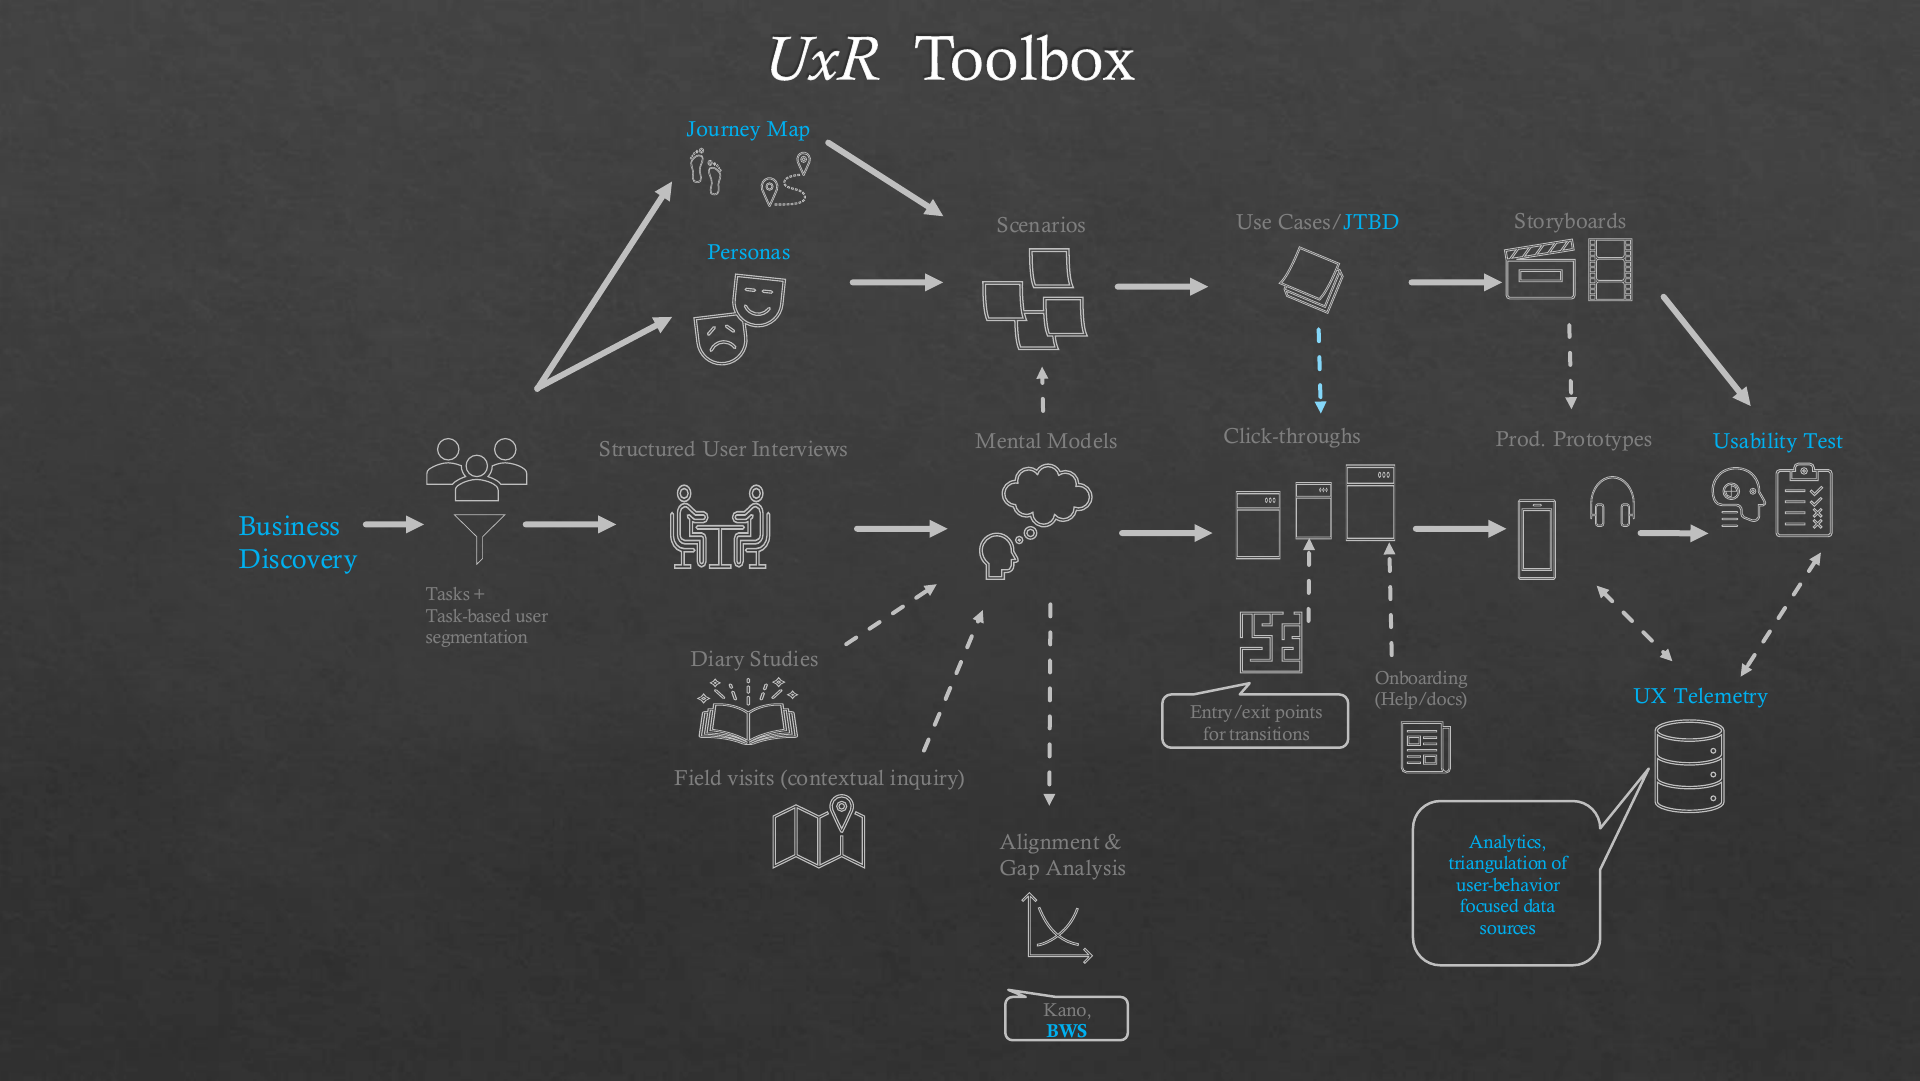 UxR Toolbox
Journey Map
Personas
Scenarios
Use Cases/JTBD
Storyboards
Structured User Interviews
Mental Models
Click-throughs
Prod. Prototypes
Usability Test
Business
Discovery
Tasks +
Task-based user
segmentation
Diary Studies
Field visits (contextual inquiry)
Entry/exit points
for transitions
Onboarding
(Help/docs)
UX Telemetry
Alignment &
Gap Analysis
Analytics,
triangulation of
user-behavior
focused data
sources
Kano,
BWS